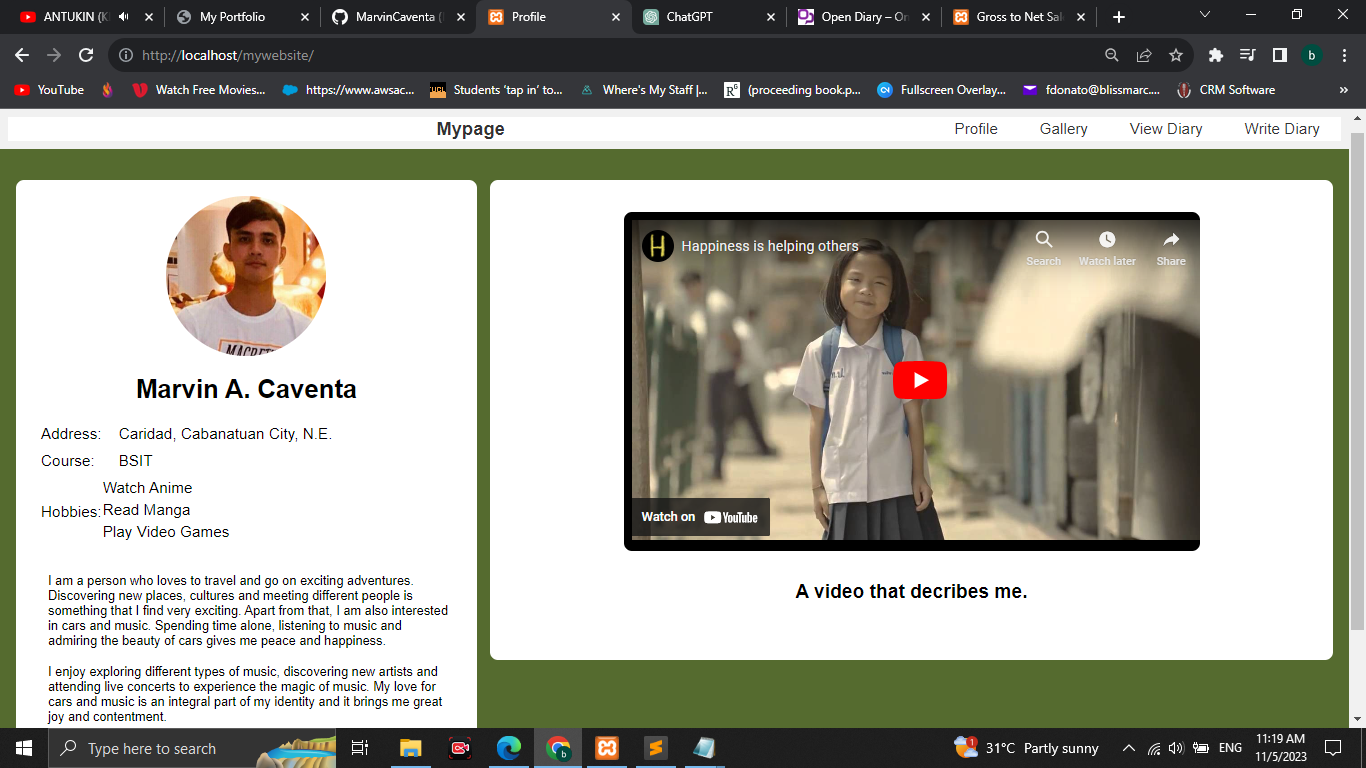 ANTUKIN (K
My Portfolio
MarvinCaventa (
Profile
ChatGPT
Open Diary – On
Gross to Net Sal
http://localhost/mywebsite/
b
YouTube
Watch Free Movies...
https://www.awsac...
Students ‘tap in’ to...
Where's My Staff |...
(proceeding book.p...
Fullscreen Overlay...
fdonato@blissmarc....
CRM Software
»
Mypage
Profile
Gallery
View Diary
Write Diary
Marvin A. Caventa
Address: Caridad, Cabanatuan City, N.E.
Course: BSIT
Hobbies: Watch Anime
Read Manga
Play Video Games
I am a person who loves to travel and go on exciting adventures.
Discovering new places, cultures and meeting different people is
something that I find very exciting. Apart from that, I am also interested
in cars and music. Spending time alone, listening to music and
admiring the beauty of cars gives me peace and happiness.
I enjoy exploring different types of music, discovering new artists and
attending live concerts to experience the magic of music. My love for
cars and music is an integral part of my identity and it brings me great
joy and contentment.
H
Happiness is helping others
Search
Watch later
Share
Watch on YouTube
A video that decribes me.
Type here to search
1
31°C Partly sunny
ENG
11:19 AM
11/5/2023